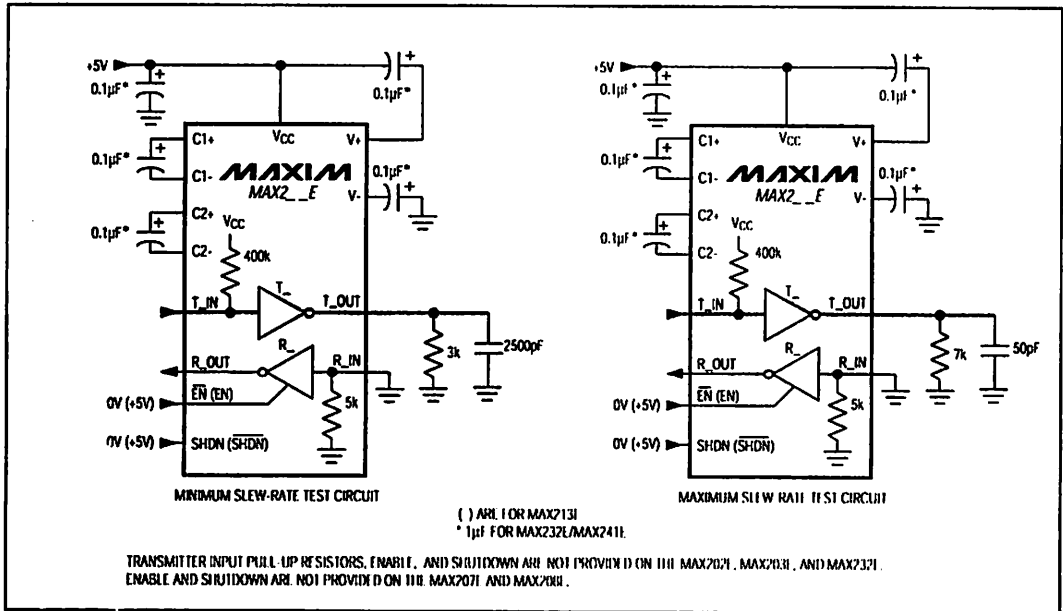 +5V
0.1µF*
0.1µF*
C1+
VCC
V+
0.1µF*
C1-
MAXIM
MAX2_ _E
V-
0.1µF*
C2+
0.1µF*
C2-
VCC
400k
T_IN
T_
T_OUT
3k
2500pF
R_OUT
R_
R_IN
0V (+5V)
EN (EN)
5k
0V (+5V)
SHDN (SHDN)
MINIMUM SLEW-RATE TEST CIRCUIT
+5V
0.1µF*
0.1µF*
C1+
VCC
V+
0.1µF*
C1-
MAXIM
MAX2_ _E
V-
0.1µF*
C2+
0.1µF*
C2-
VCC
400k
T_IN
T_
T_OUT
7k
50pF
R_OUT
R_
R_IN
0V (+5V)
EN (EN)
5k
0V (+5V)
SHDN (SHDN)
MAXIMUM SLEW RATE TEST CIRCUIT
( ) ARE FOR MAX213E
* 1µF FOR MAX232E/MAX241E.
TRANSMITTER INPUT PULL-UP RESISTORS, ENABLE, AND SHUTDOWN ARE NOT PROVIDED ON THE MAX202E, MAX203E, AND MAX232E.
ENABLE AND SHUTDOWN ARE NOT PROVIDED ON THE MAX207E AND MAX208E.